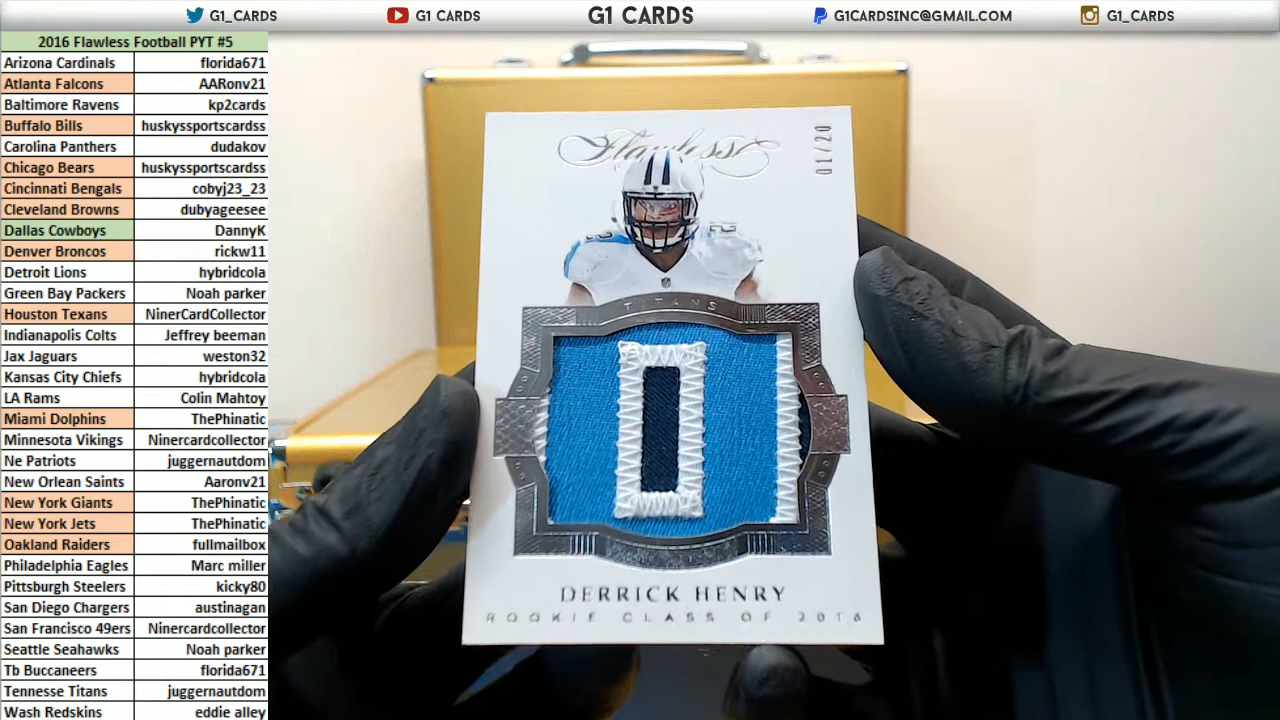 G1_CARDS
G1 CARDS
G1 CARDS
G1CARDSINC@GMAIL.COM
G1_CARDS
2016 Flawless Football PYT #5
Arizona Cardinals florida671
Atlanta Falcons AARonv21
Baltimore Ravens kp2cards
Buffalo Bills huskyssportscardss
Carolina Panthers dudakov
Chicago Bears huskyssportscardss
Cincinnati Bengals cobyj23_23
Cleveland Browns dubyageesee
Dallas Cowboys DannyK
Denver Broncos rickw11
Detroit Lions hybridcola
Green Bay Packers Noah parker
Houston Texans NinerCardCollector
Indianapolis Colts Jeffrey beeman
Jax Jaguars weston32
Kansas City Chiefs hybridcola
LA Rams Colin Mahtoy
Miami Dolphins ThePhinatic
Minnesota Vikings Ninercardcollector
Ne Patriots juggernautdom
New Orlean Saints Aaronv21
New York Giants ThePhinatic
New York Jets ThePhinatic
Oakland Raiders fullmailbox
Philadelphia Eagles Marc miller
Pittsburgh Steelers kicky80
San Diego Chargers austinagan
San Francisco 49ers Ninercardcollector
Seattle Seahawks Noah parker
Tb Buccaneers florida671
Tennesse Titans juggernautdom
Wash Redskins eddie alley
Flawless
01/20
TITANS
DERRICK HENRY
ROOKIE CLASS OF 2016